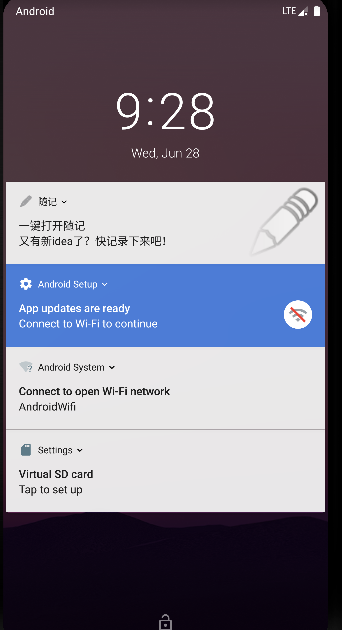 Android
LTE
9:28
Wed, Jun 28
随记
一键打开随记
又有新idea了？快记录下来吧！
Android Setup
App updates are ready
Connect to Wi-Fi to continue
Android System
Connect to open Wi-Fi network
AndroidWifi
Settings
Virtual SD card
Tap to set up